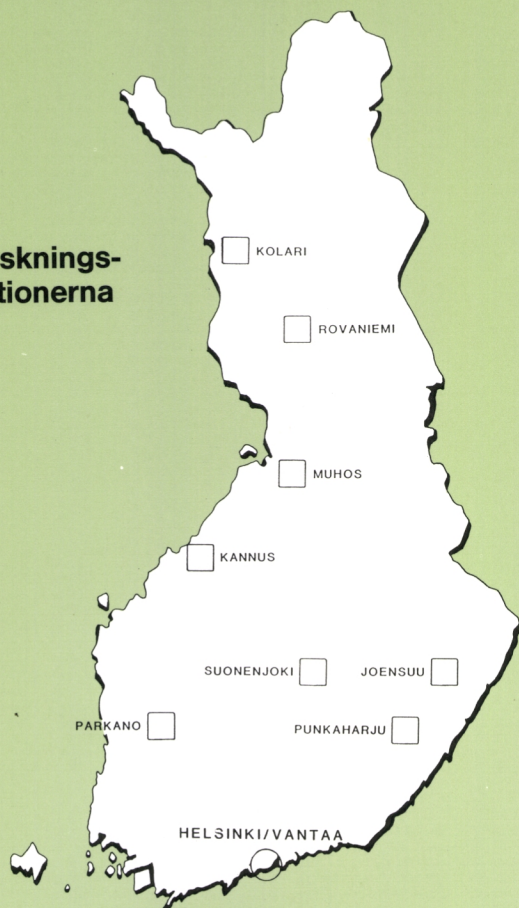 sknings-
tionerna
KOLARI
ROVANIEMI
MUHOS
KANNUS
SUONENJOKI JOENSUU
PARKANO PUNKAHARJU
HELSINKI/VANTAA